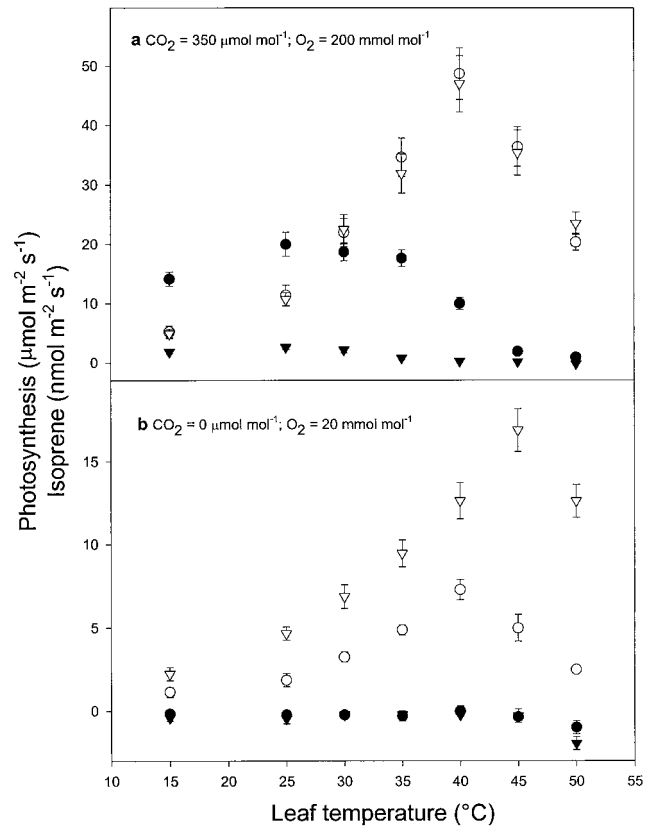 a CO₂ = 350 μmol mol⁻¹; O₂ = 200 mmol mol⁻¹
50
40
30
20
10
0
Photosynthesis (μmol m⁻² s⁻¹)
Isoprene (nmol m⁻² s⁻¹)
b CO₂ = 0 μmol mol⁻¹; O₂ = 20 mmol mol⁻¹
15
10
5
0
10 15 20 25 30 35 40 45 50 55
Leaf temperature (°C)